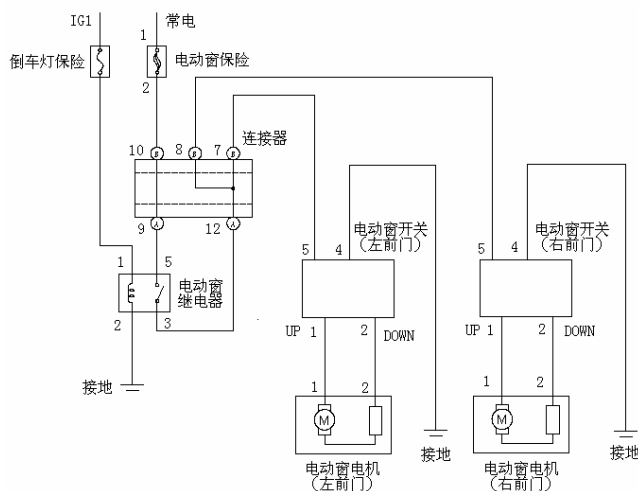 IG1
常电
倒车灯保险
1
电动窗保险
2
连接器
10
8
7
B
B
B
9
12
A
A
1
5
电动窗
继电器
2
3
接地
5
4
电动窗开关
(左前门)
5
4
电动窗开关
(右前门)
UP
1
2
DOWN
UP
1
2
DOWN
1
2
M
接地
电动窗电机
(左前门)
1
2
M
接地
电动窗电机
(右前门)